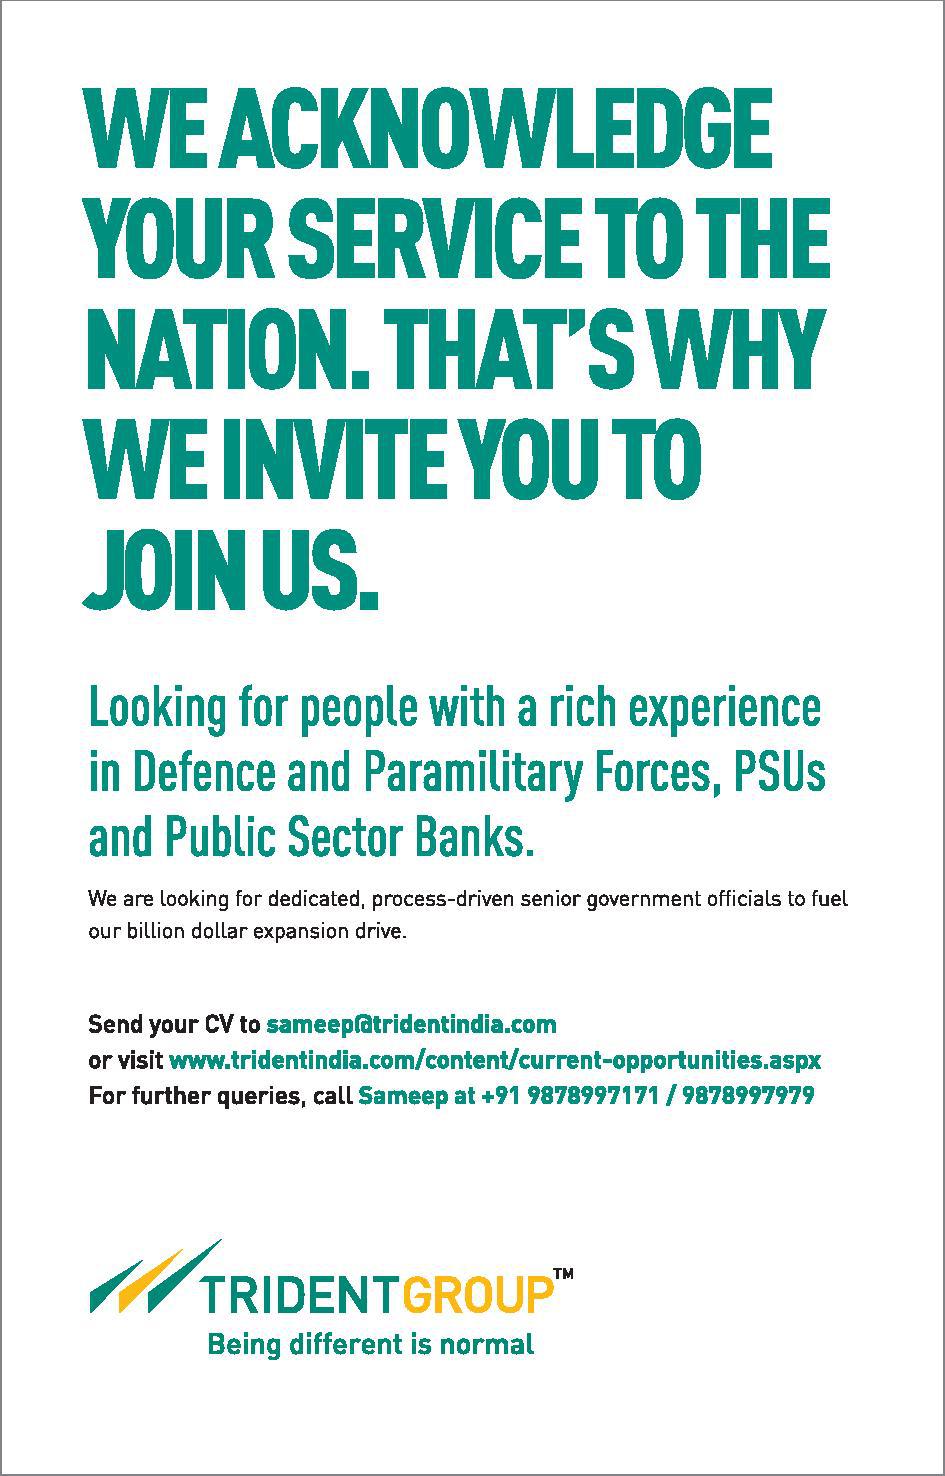 WE ACKNOWLEDGE
YOUR SERVICE TO THE
NATION. THAT'S WHY
WE INVITE YOU TO
JOIN US.
Looking for people with a rich experience
in Defence and Paramilitary Forces, PSUs
and Public Sector Banks.
We are looking for dedicated, process-driven senior government officials to fuel
our billion dollar expansion drive.
Send your CV to sameep@tridentindia.com
or visit www.tridentindia.com/content/current-opportunities.aspx
For further queries, call Sameep at +91 9878997171 / 9878997979
TRIDENTGROUP™
Being different is normal